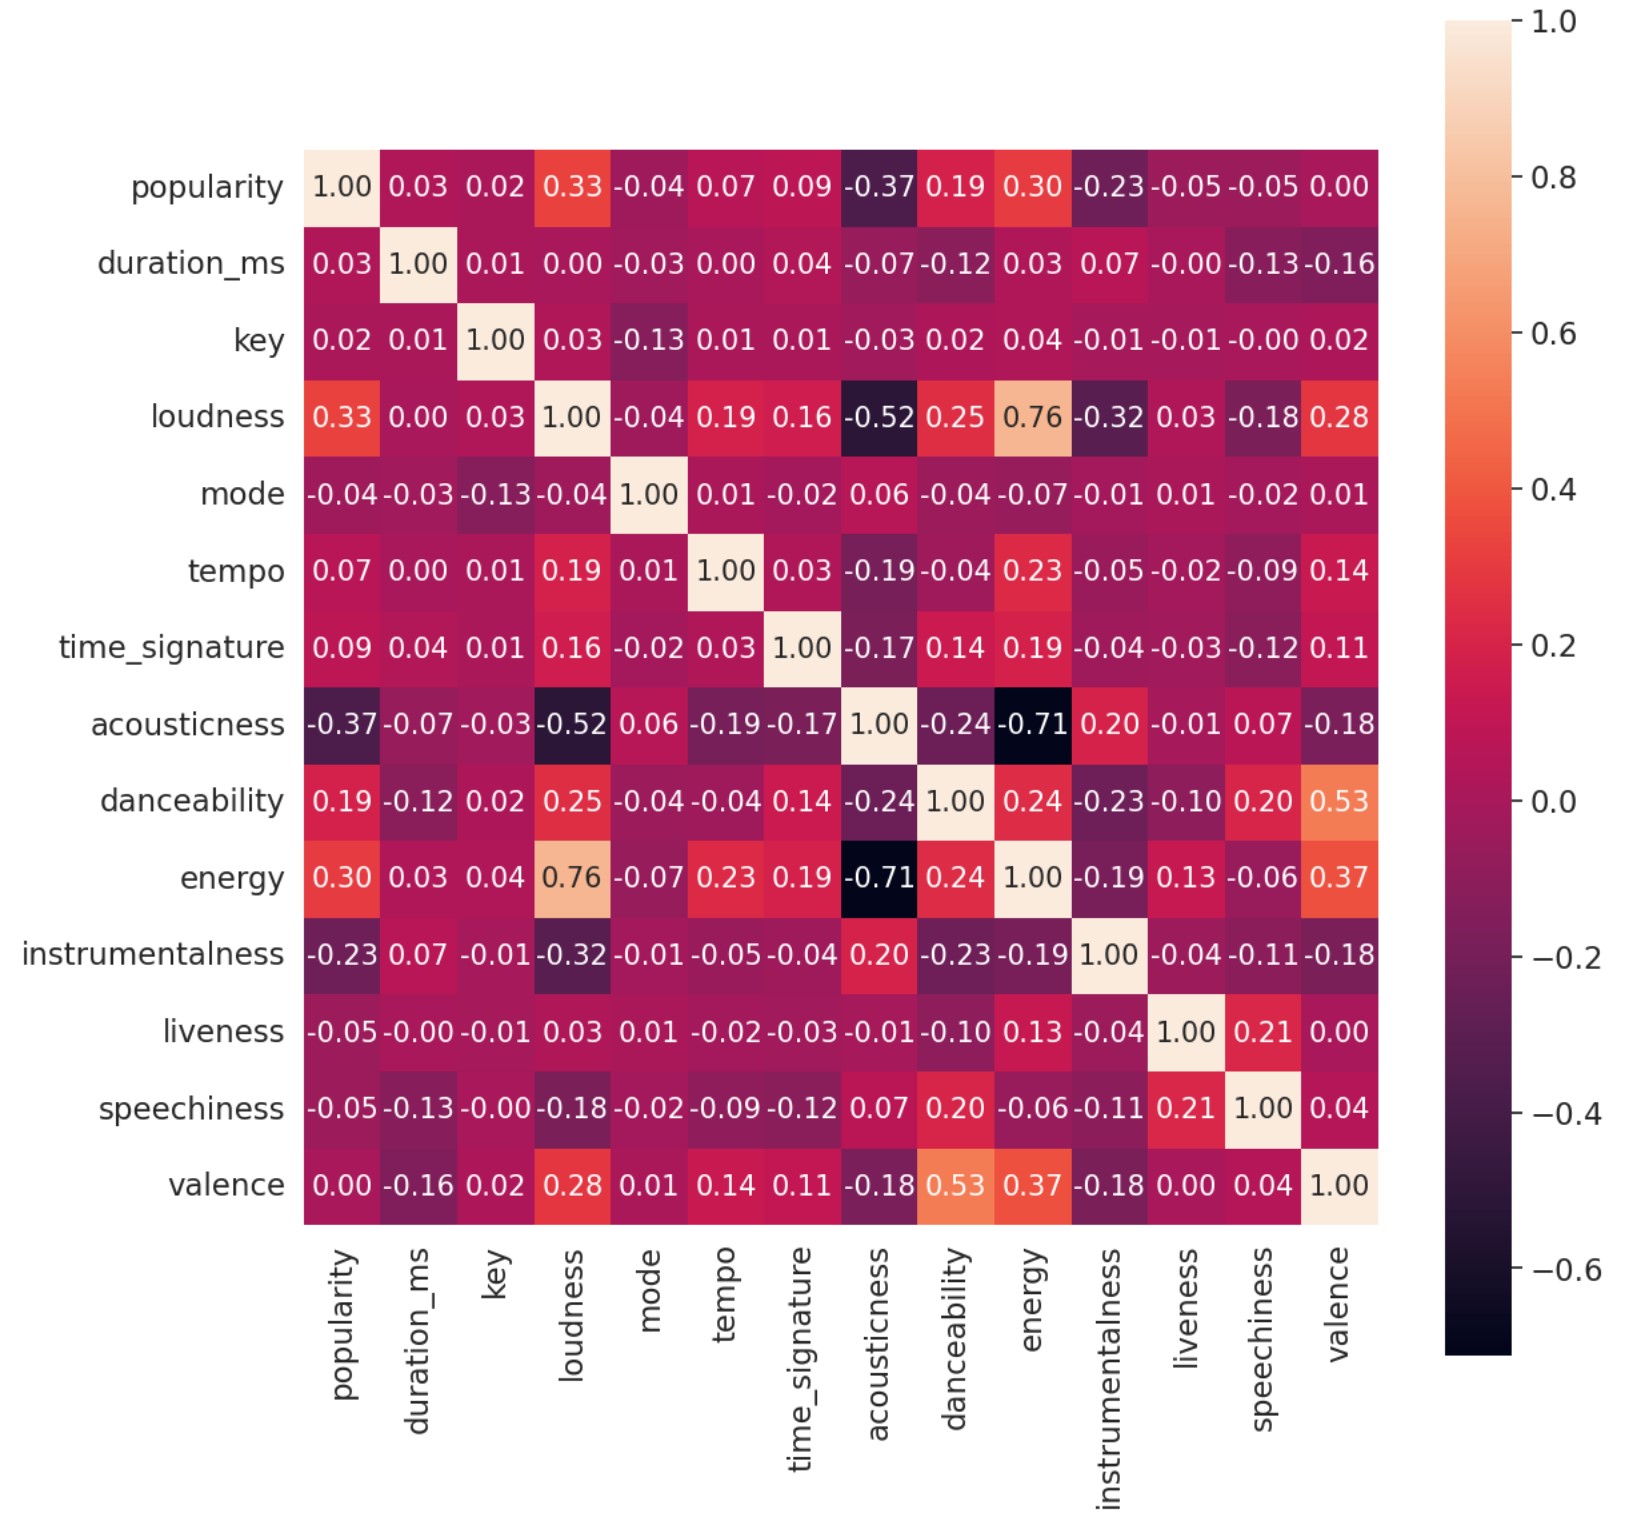 1.0
popularity 1.00 0.03 0.02 0.33 -0.04 0.07 0.09 -0.37 0.19 0.30 -0.23 -0.05 -0.05 0.00
0.8
duration_ms 0.03 1.00 0.01 0.00 -0.03 0.00 0.04 -0.07 -0.12 0.03 0.07 -0.00 -0.13 -0.16
key 0.02 0.01 1.00 0.03 -0.13 0.01 0.01 -0.03 0.02 0.04 -0.01 -0.01 -0.00 0.02
0.6
loudness 0.33 0.00 0.03 1.00 -0.04 0.19 0.16 -0.52 0.25 0.76 -0.32 0.03 -0.18 0.28
mode -0.04 -0.03 -0.13 -0.04 1.00 0.01 -0.02 0.06 -0.04 -0.07 -0.01 0.01 -0.02 0.01
0.4
tempo 0.07 0.00 0.01 0.19 0.01 1.00 0.03 -0.19 -0.04 0.23 -0.05 -0.02 -0.09 0.14
time_signature 0.09 0.04 0.01 0.16 -0.02 0.03 1.00 -0.17 0.14 0.19 -0.04 -0.03 -0.12 0.11
0.2
acousticness -0.37 -0.07 -0.03 -0.52 0.06 -0.19 -0.17 1.00 -0.24 -0.71 0.20 -0.01 0.07 -0.18
danceability 0.19 -0.12 0.02 0.25 -0.04 -0.04 0.14 -0.24 1.00 0.24 -0.23 -0.10 0.20 0.53
0.0
energy 0.30 0.03 0.04 0.76 -0.07 0.23 0.19 -0.71 0.24 1.00 -0.19 0.13 -0.06 0.37
instrumentalness -0.23 0.07 -0.01 -0.32 -0.01 -0.05 -0.04 0.20 -0.23 -0.19 1.00 -0.04 -0.11 -0.18
−0.2
liveness -0.05 -0.00 -0.01 0.03 0.01 -0.02 -0.03 -0.01 -0.10 0.13 -0.04 1.00 0.21 0.00
speechiness -0.05 -0.13 -0.00 -0.18 -0.02 -0.09 -0.12 0.07 0.20 -0.06 -0.11 0.21 1.00 0.04
−0.4
valence 0.00 -0.16 0.02 0.28 0.01 0.14 0.11 -0.18 0.53 0.37 -0.18 0.00 0.04 1.00
−0.6
popularity
duration_ms
key
loudness
mode
tempo
time_signature
acousticness
danceability
energy
instrumentalness
liveness
speechiness
valence